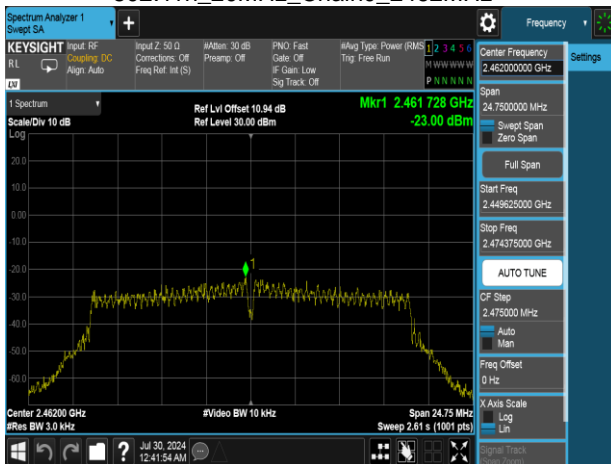 Spectrum Analyzer 1
Swept SA
+
Frequency
KEYSIGHT
RL
LXI
Input: RF
Coupling: DC
Align: Auto
Input Z: 50 Ω
Corrections: Off
Freq Ref: Int (S)
#Atten: 30 dB
Preamp: Off
PNO: Fast
Gate: Off
IF Gain: Low
Sig Track: Off
#Avg Type: Power (RMS
Trig: Free Run
1 2 3 4 5 6
M W W W W W
P N N N N N
1 Spectrum
Scale/Div 10 dB
Log
Ref Lvl Offset 10.94 dB
Ref Level 30.00 dBm
Mkr1 2.461 728 GHz
-23.00 dBm
1
20.0
10.0
0.00
-10.0
-20.0
-30.0
-40.0
-50.0
-60.0
Center 2.46200 GHz
#Res BW 3.0 kHz
#Video BW 10 kHz
Span 24.75 MHz
Sweep 2.61 s (1001 pts)
?
Jul 30, 2024
12:41:54 AM
Center Frequency
2.462000000 GHz
Settings
Span
24.7500000 MHz
Swept Span
Zero Span
Full Span
Start Freq
2.449625000 GHz
Stop Freq
2.474375000 GHz
AUTO TUNE
CF Step
2.475000 MHz
Auto
Man
Freq Offset
0 Hz
X Axis Scale
Log
Lin
Signal Track
(Span Zoom)